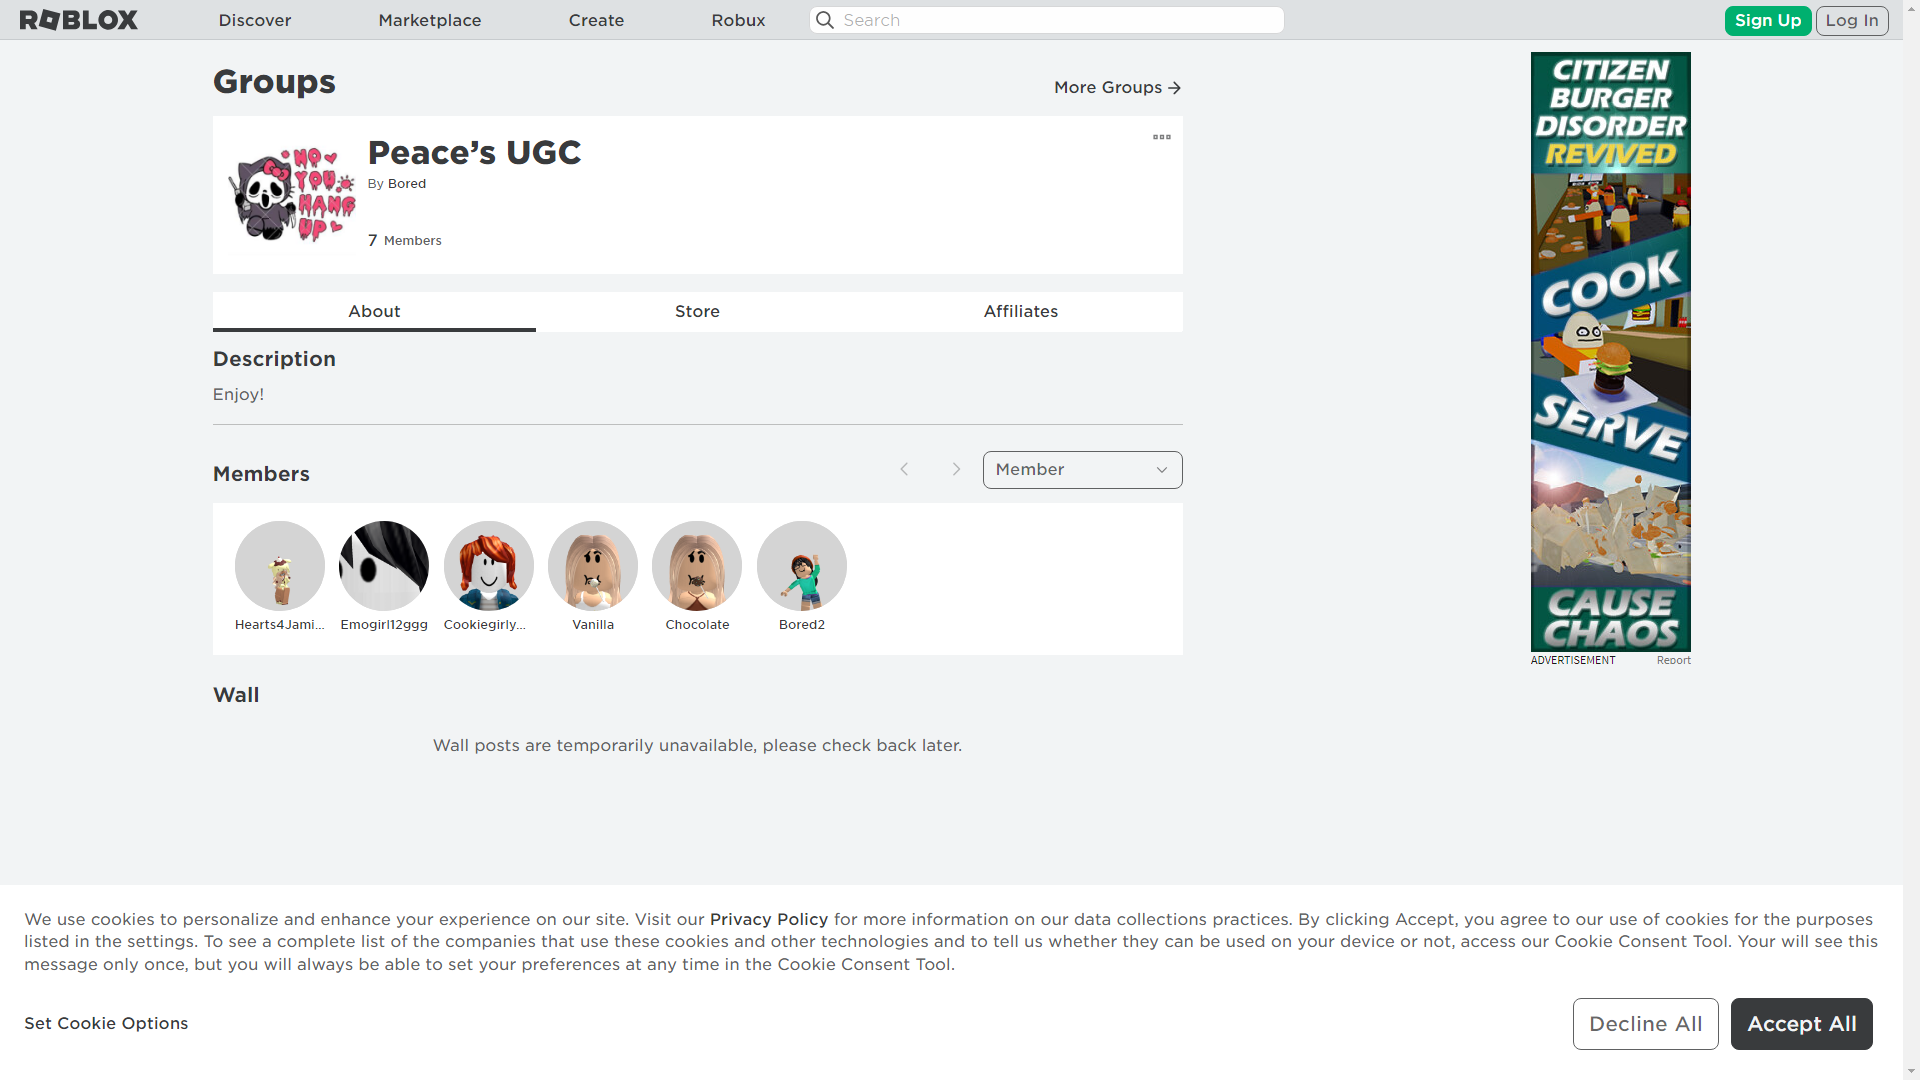 ROBLOX
Discover
Marketplace
Create
Robux
Search
Sign Up
Log In
Groups
More Groups
NO
YOU
HANG
UP
Peace’s UGC
By Bored
7 Members
About
Store
Affiliates
Description
Enjoy!
Members
Member
Hearts4Jami...
Emogirl12ggg
Cookiegirly...
Vanilla
Chocolate
Bored2
Wall
Wall posts are temporarily unavailable, please check back later.
CITIZEN
BURGER
DISORDER
REVIVED
COOK
SERVE
CAUSE
CHAOS
ADVERTISEMENT
Report
We use cookies to personalize and enhance your experience on our site. Visit our Privacy Policy for more information on our data collections practices. By clicking Accept, you agree to our use of cookies for the purposes
listed in the settings. To see a complete list of the companies that use these cookies and other technologies and to tell us whether they can be used on your device or not, access our Cookie Consent Tool. Your will see this
message only once, but you will always be able to set your preferences at any time in the Cookie Consent Tool.
Set Cookie Options
Decline All
Accept All